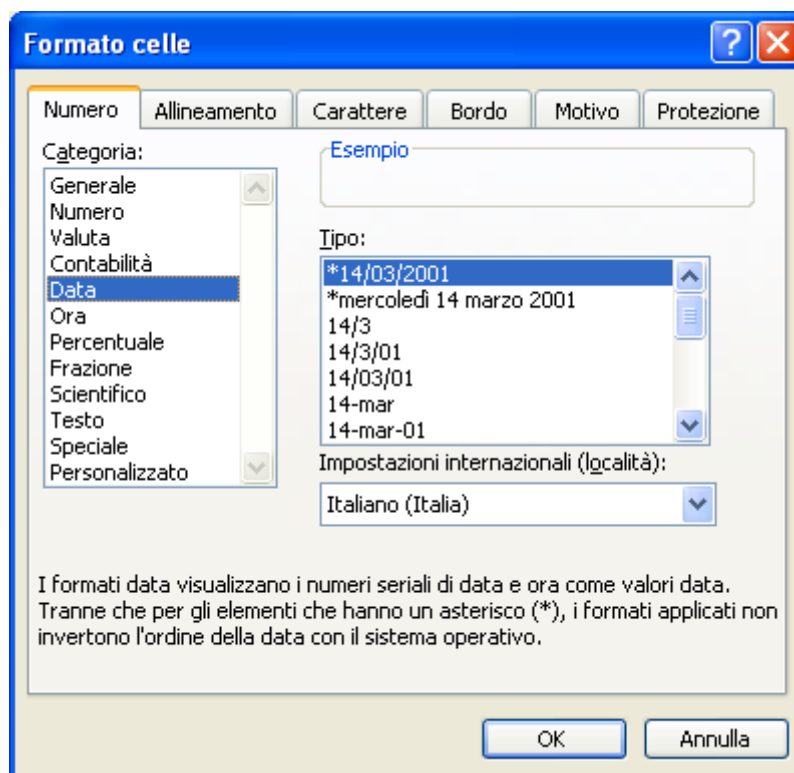 Formato celle
Numero
Allineamento
Carattere
Bordo
Motivo
Protezione
Categoria:
Generale
Numero
Valuta
Contabilità
Data
Ora
Percentuale
Frazione
Scientifico
Testo
Speciale
Personalizzato
Esempio
Tipo:
*14/03/2001
*mercoledì 14 marzo 2001
14/3
14/3/01
14/03/01
14-mar
14-mar-01
Impostazioni internazionali (località):
Italiano (Italia)
I formati data visualizzano i numeri seriali di data e ora come valori data.
Tranne che per gli elementi che hanno un asterisco (*), i formati applicati non
invertono l'ordine della data con il sistema operativo.
OK
Annulla